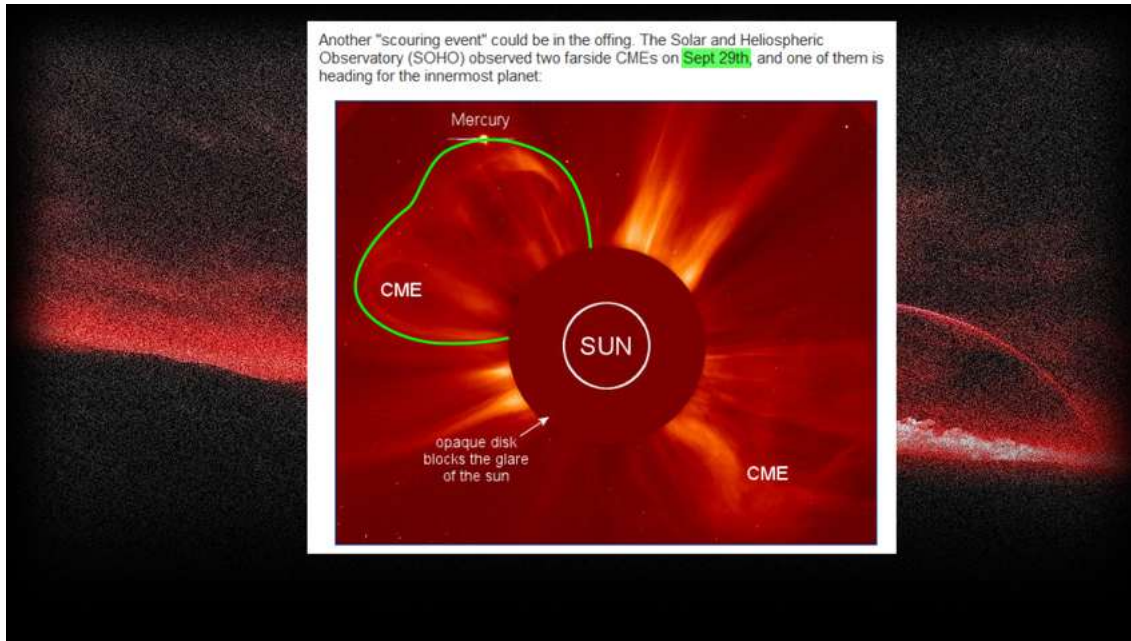 Another "scouring event" could be in the offing. The Solar and Heliospheric
Observatory (SOHO) observed two farside CMEs on Sept 29th, and one of them is
heading for the innermost planet:
Mercury
CME
SUN
opaque disk
blocks the glare
of the sun
CME